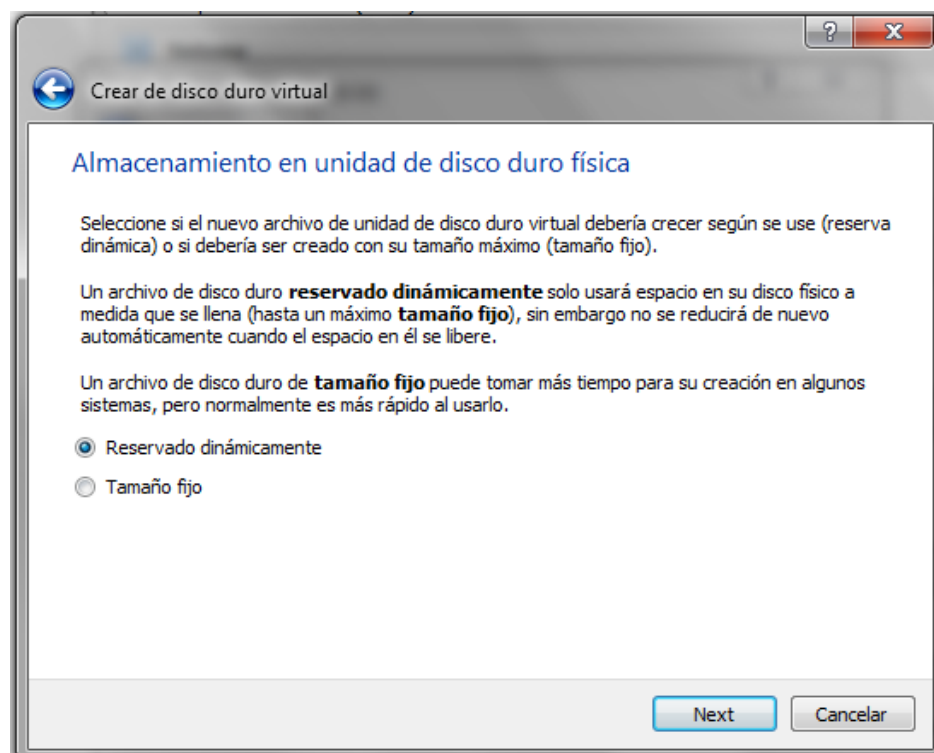 ?
X
Crear de disco duro virtual
Almacenamiento en unidad de disco duro física
Seleccione si el nuevo archivo de unidad de disco duro virtual debería crecer según se use (reserva
dinámica) o si debería ser creado con su tamaño máximo (tamaño fijo).
Un archivo de disco duro reservado dinámicamente solo usará espacio en su disco físico a
medida que se llena (hasta un máximo tamaño fijo), sin embargo no se reducirá de nuevo
automáticamente cuando el espacio en él se libere.
Un archivo de disco duro de tamaño fijo puede tomar más tiempo para su creación en algunos
sistemas, pero normalmente es más rápido al usarlo.
Reservado dinámicamente
Tamaño fijo
Next Cancelar